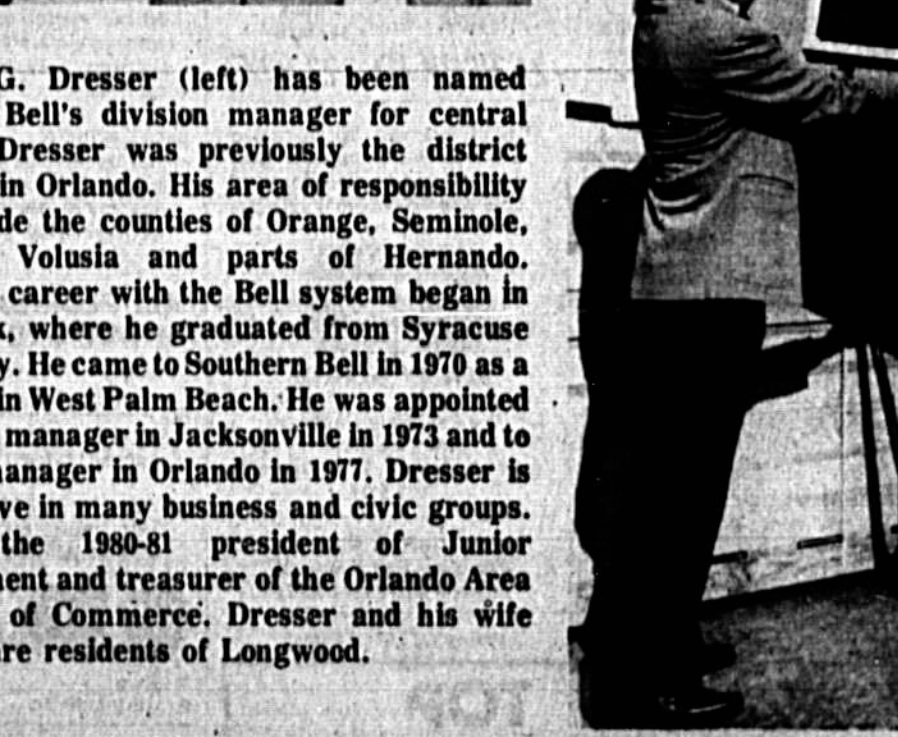 G. Dresser (left) has been named
Bell's division manager for central
Dresser was previously the district
in Orlando. His area of responsibility
de the counties of Orange, Seminole,
Volusia and parts of Hernando.
career with the Bell system began in
k, where he graduated from Syracuse
y. He came to Southern Bell in 1970 as a
in West Palm Beach. He was appointed
manager in Jacksonville in 1973 and to
manager in Orlando in 1977. Dresser is
ve in many business and civic groups.
the 1980-81 president of Junior
ment and treasurer of the Orlando Area
of Commerce. Dresser and his wife
are residents of Longwood.